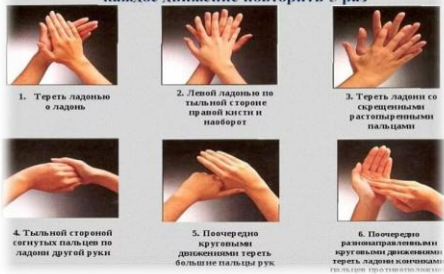 каждое движение повторить 5 раз
1. Тереть ладонью
о ладонь
2. Левой ладонью по
тыльной стороне
правой кисти и
наоборот
3. Тереть ладони со
скрещенными
растопыренными
пальцами
4. Тыльной стороной
согнутых пальцев по
ладони другой руки
5. Поочередно
круговыми
движениями тереть
большие пальцы рук
6. Поочередно
разнонаправленными
круговыми движениями
тереть ладони кончиками